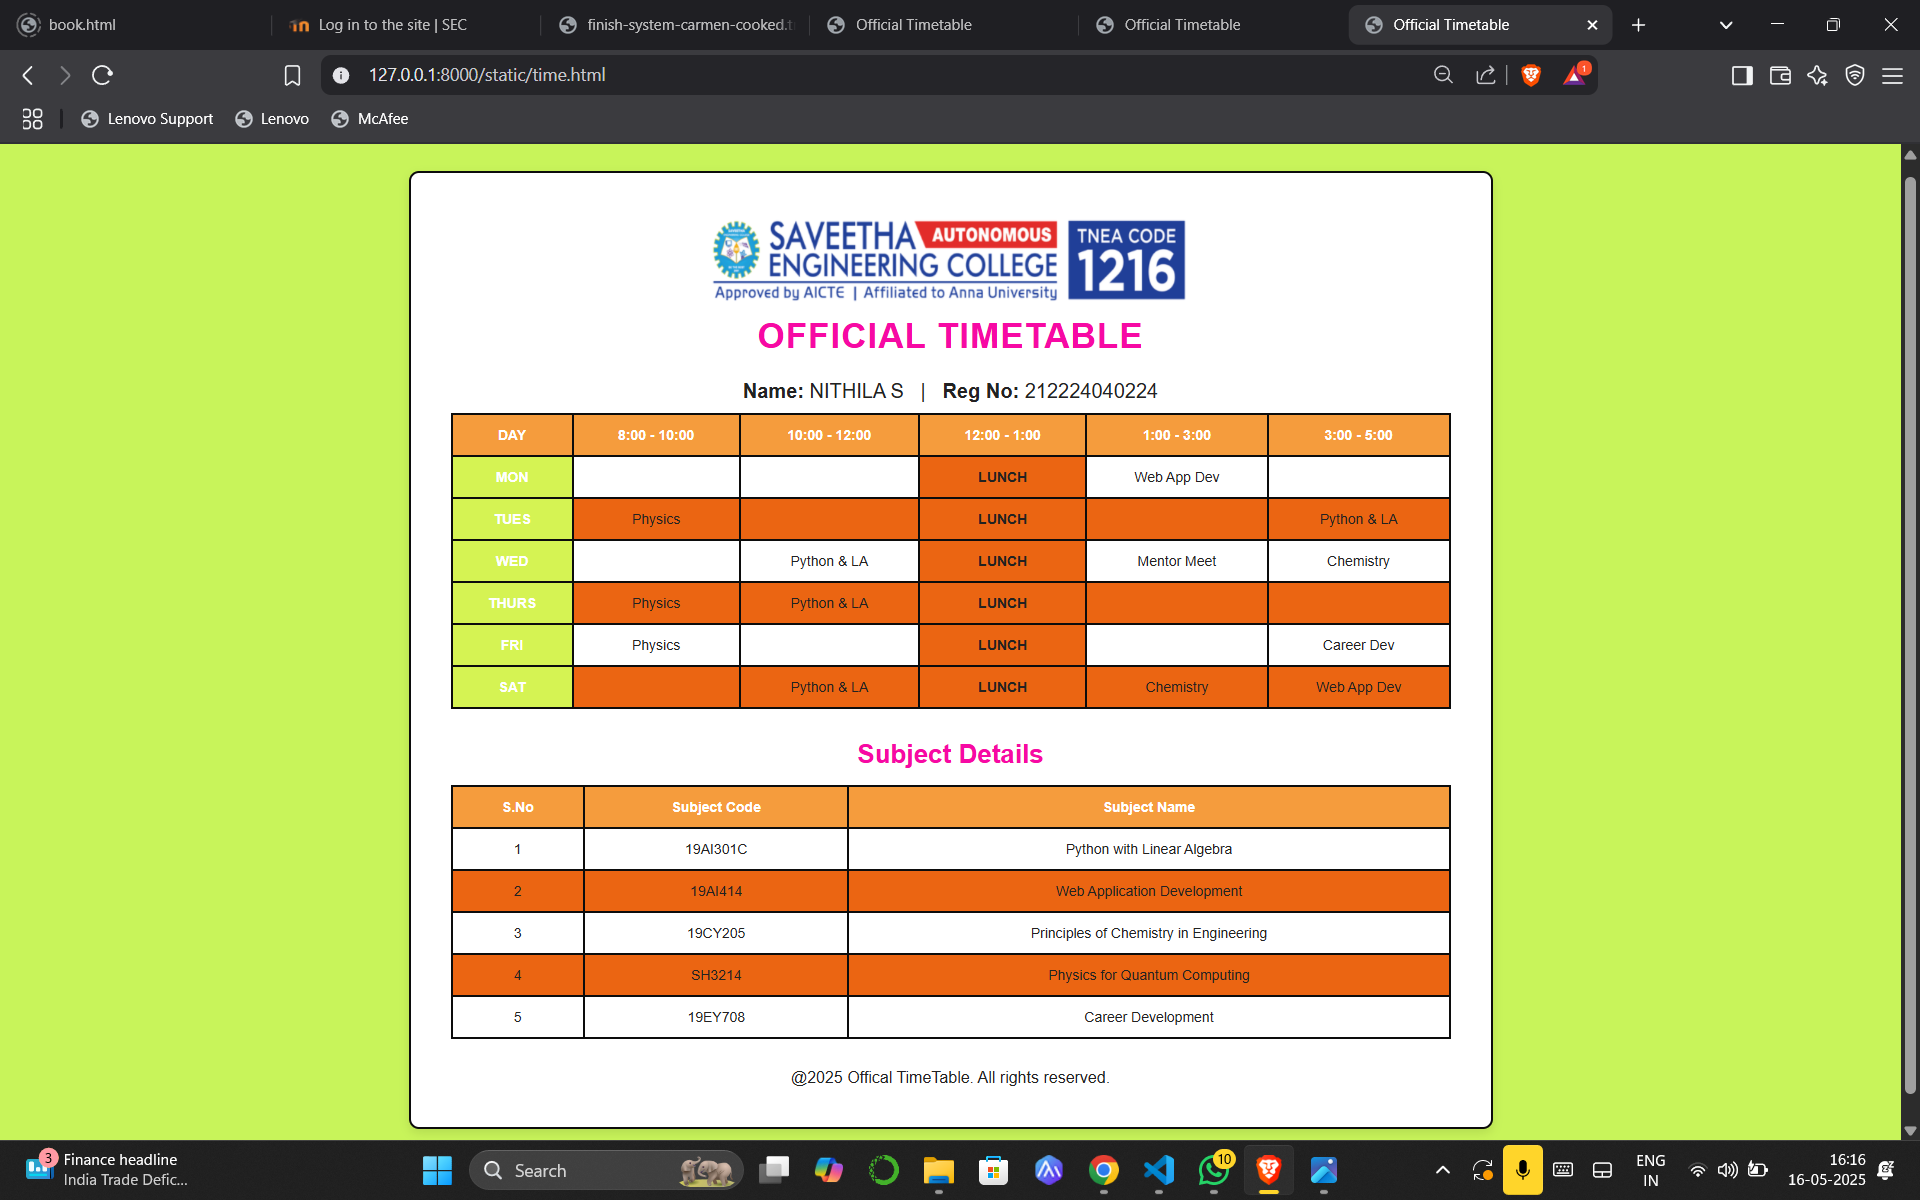 book.html
Log in to the site | SEC
finish-system-carmen-cooked.t
Official Timetable
Official Timetable
Official Timetable
127.0.0.1:8000/static/time.html
1
Lenovo Support
Lenovo
McAfee
SAVEETHA AUTONOMOUS
ENGINEERING COLLEGE
Approved by AICTE | Affiliated to Anna University
TNEA CODE
1216
OFFICIAL TIMETABLE
Name: NITHILA S | Reg No: 212224040224
DAY 8:00 - 10:00 10:00 - 12:00 12:00 - 1:00 1:00 - 3:00 3:00 - 5:00
MON LUNCH Web App Dev
TUES Physics LUNCH Python & LA
WED Python & LA LUNCH Mentor Meet Chemistry
THURS Physics Python & LA LUNCH
FRI Physics LUNCH Career Dev
SAT Python & LA LUNCH Chemistry Web App Dev
Subject Details
S.No Subject Code Subject Name
1 19AI301C Python with Linear Algebra
2 19AI414 Web Application Development
3 19CY205 Principles of Chemistry in Engineering
4 SH3214 Physics for Quantum Computing
5 19EY708 Career Development
@2025 Offical TimeTable. All rights reserved.
3
Finance headline
India Trade Defic...
Search
10
ENG
IN
16:16
16-05-2025